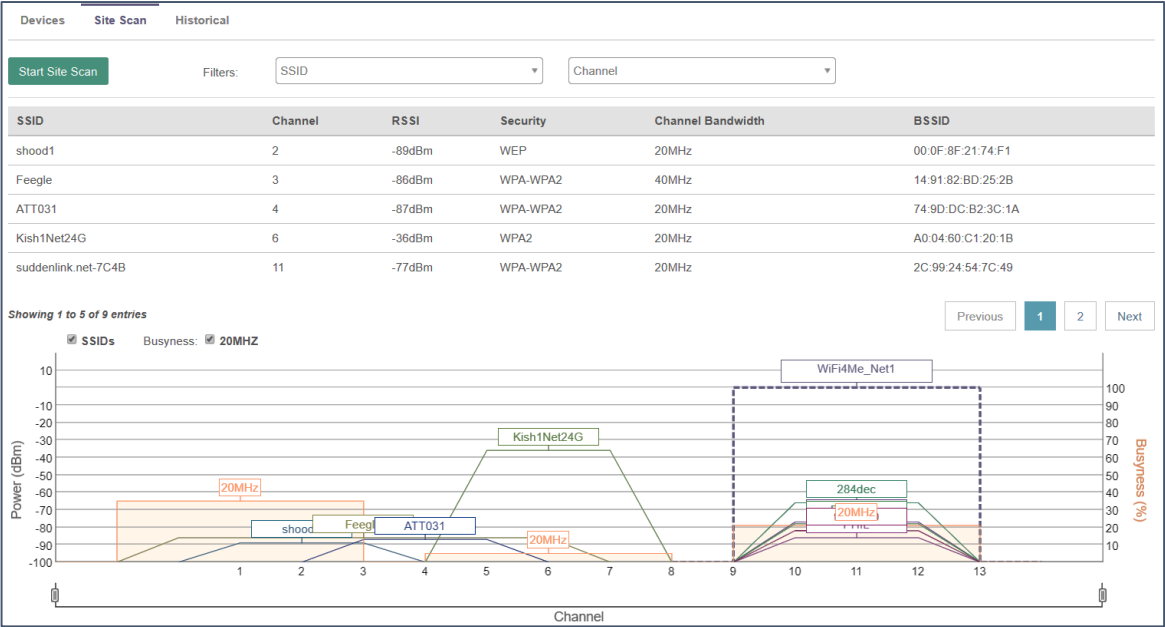 Devices Site Scan Historical
Start Site Scan Filters: SSID Channel
SSID Channel RSSI Security Channel Bandwidth BSSID
shood1 2 -89dBm WEP 20MHz 00:0F:8F:21:74:F1
Feegle 3 -86dBm WPA-WPA2 40MHz 14:91:82:BD:25:2B
ATT031 4 -87dBm WPA-WPA2 20MHz 74:9D:DC:B2:3C:1A
Kish1Net24G 6 -36dBm WPA2 20MHz A0:04:60:C1:20:1B
suddenlink.net-7C4B 11 -77dBm WPA-WPA2 20MHz 2C:99:24:54:7C:49
Showing 1 to 5 of 9 entries Previous 1 2 Next
SSIDs Busyness: 20MHZ
WiFi4Me_Net1
10
100
-10 90
-20 80
-30 Kish1Net24G 70
-40 60
-50 50
-60 20MHz 284dec 40
-70 20MHz 30
-80 shood Feegl ATT031 20
-90 20MHz 10
-100
Power (dBm)
Busyness (%)
1 2 3 4 5 6 7 8 9 10 11 12 13
Channel